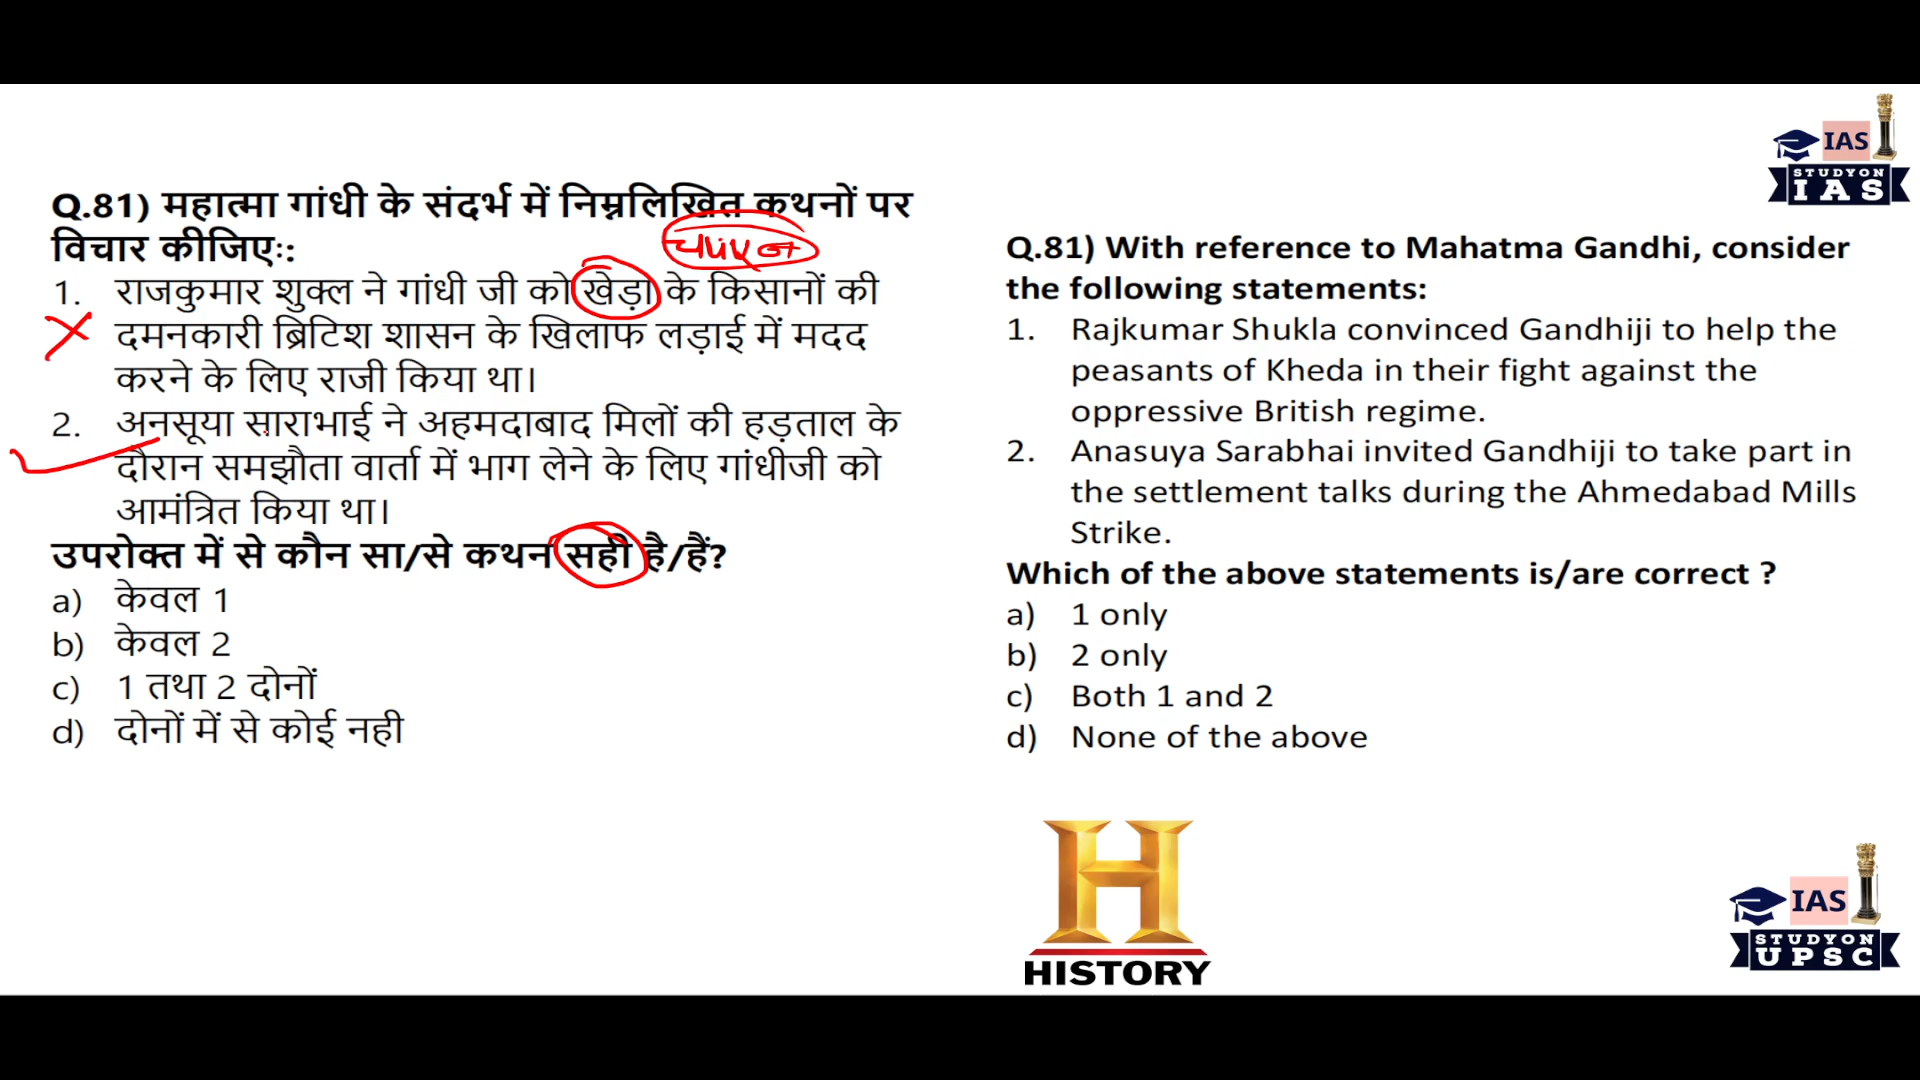 IAS
STUDYON
IAS
Q.81) महात्मा गांधी के संदर्भ में निम्नलिखित कथनों पर
विचार कीजिएः:
चंपारन
1. राजकुमार शुक्ल ने गांधी जी को खेड़ा के किसानों की
दमनकारी ब्रिटिश शासन के खिलाफ लड़ाई में मदद
करने के लिए राजी किया था।
2. अनसूया साराभाई ने अहमदाबाद मिलों की हड़ताल के
दौरान समझौता वार्ता में भाग लेने के लिए गांधीजी को
आमंत्रित किया था।
उपरोक्त में से कौन सा/से कथन सही है/हैं?
a) केवल 1
b) केवल 2
c) 1 तथा 2 दोनों
d) दोनों में से कोई नही
Q.81) With reference to Mahatma Gandhi, consider
the following statements:
1. Rajkumar Shukla convinced Gandhiji to help the
peasants of Kheda in their fight against the
oppressive British regime.
2. Anasuya Sarabhai invited Gandhiji to take part in
the settlement talks during the Ahmedabad Mills
Strike.
Which of the above statements is/are correct ?
a) 1 only
b) 2 only
c) Both 1 and 2
d) None of the above
H
HISTORY
IAS
STUDYON
UPSC